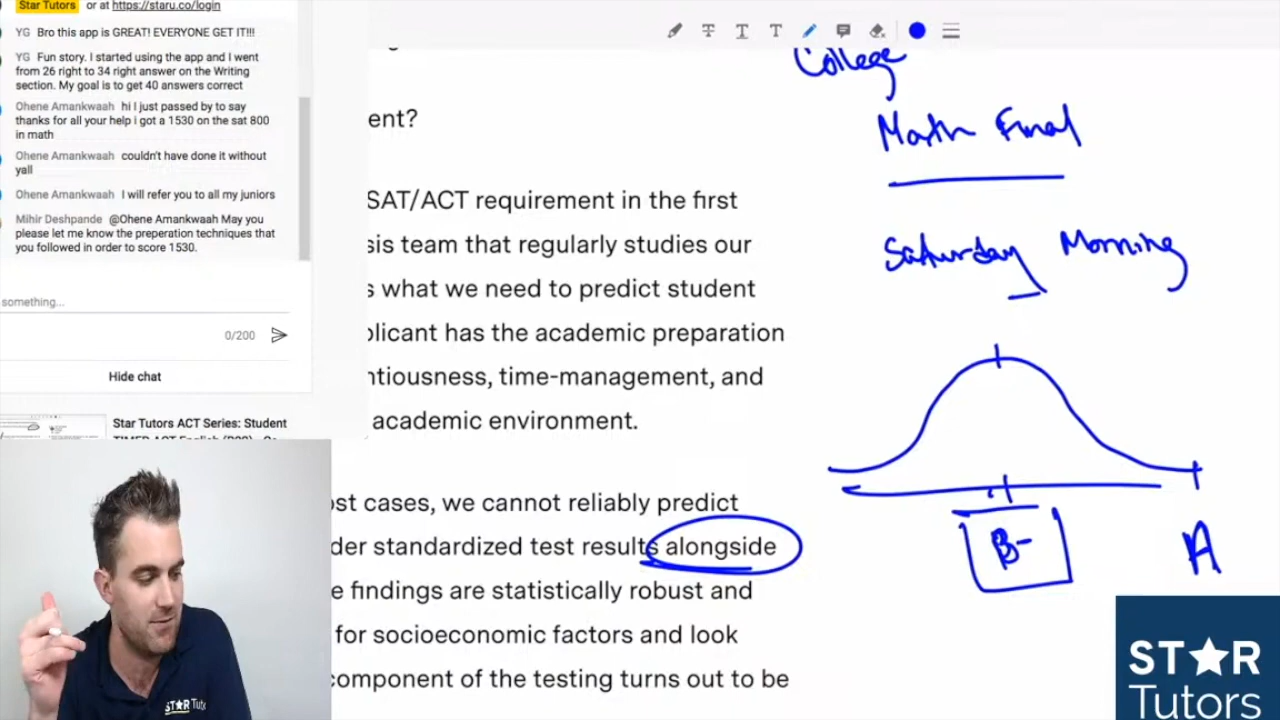 Star Tutors or at https://staru.co/login
YG Bro this app is GREAT! EVERYONE GET IT!!!
YG Fun story. I started using the app and I went
from 26 right to 34 right answer on the Writing
section. My goal is to get 40 answers correct
Ohene Amankwaah hi I just passed by to say
thanks for all your help i got a 1530 on the sat 800
in math
Ohene Amankwaah couldn't have done it without
yall
Ohene Amankwaah I will refer you to all my juniors
Mihir Deshpande @Ohene Amankwaah May you
please let me know the preperation techniques that
you followed in order to score 1530.
something...
0/200
Hide chat
Star Tutors ACT Series: Student
ent?
SAT/ACT requirement in the first
sis team that regularly studies our
s what we need to predict student
plicant has the academic preparation
ntiousness, time-management, and
academic environment.
ost cases, we cannot reliably predict
der standardized test results alongside
e findings are statistically robust and
for socioeconomic factors and look
component of the testing turns out to be
College
Math Final
Saturday Morning
B-
A
STAR Tutors
STAR
Tutors